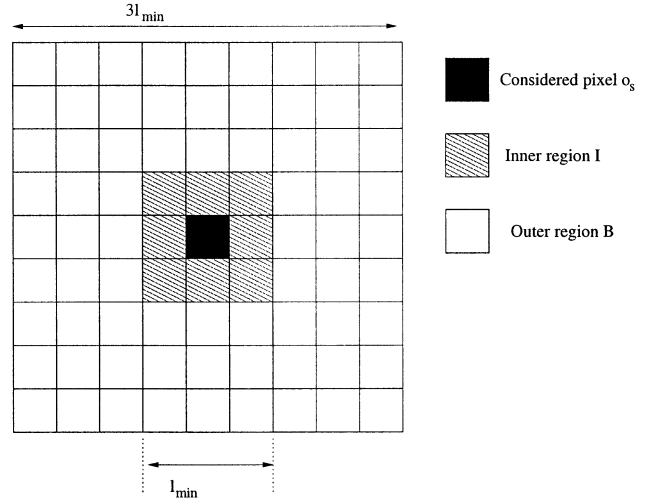 3l_min
Considered pixel o_s
Inner region I
Outer region B
l_min